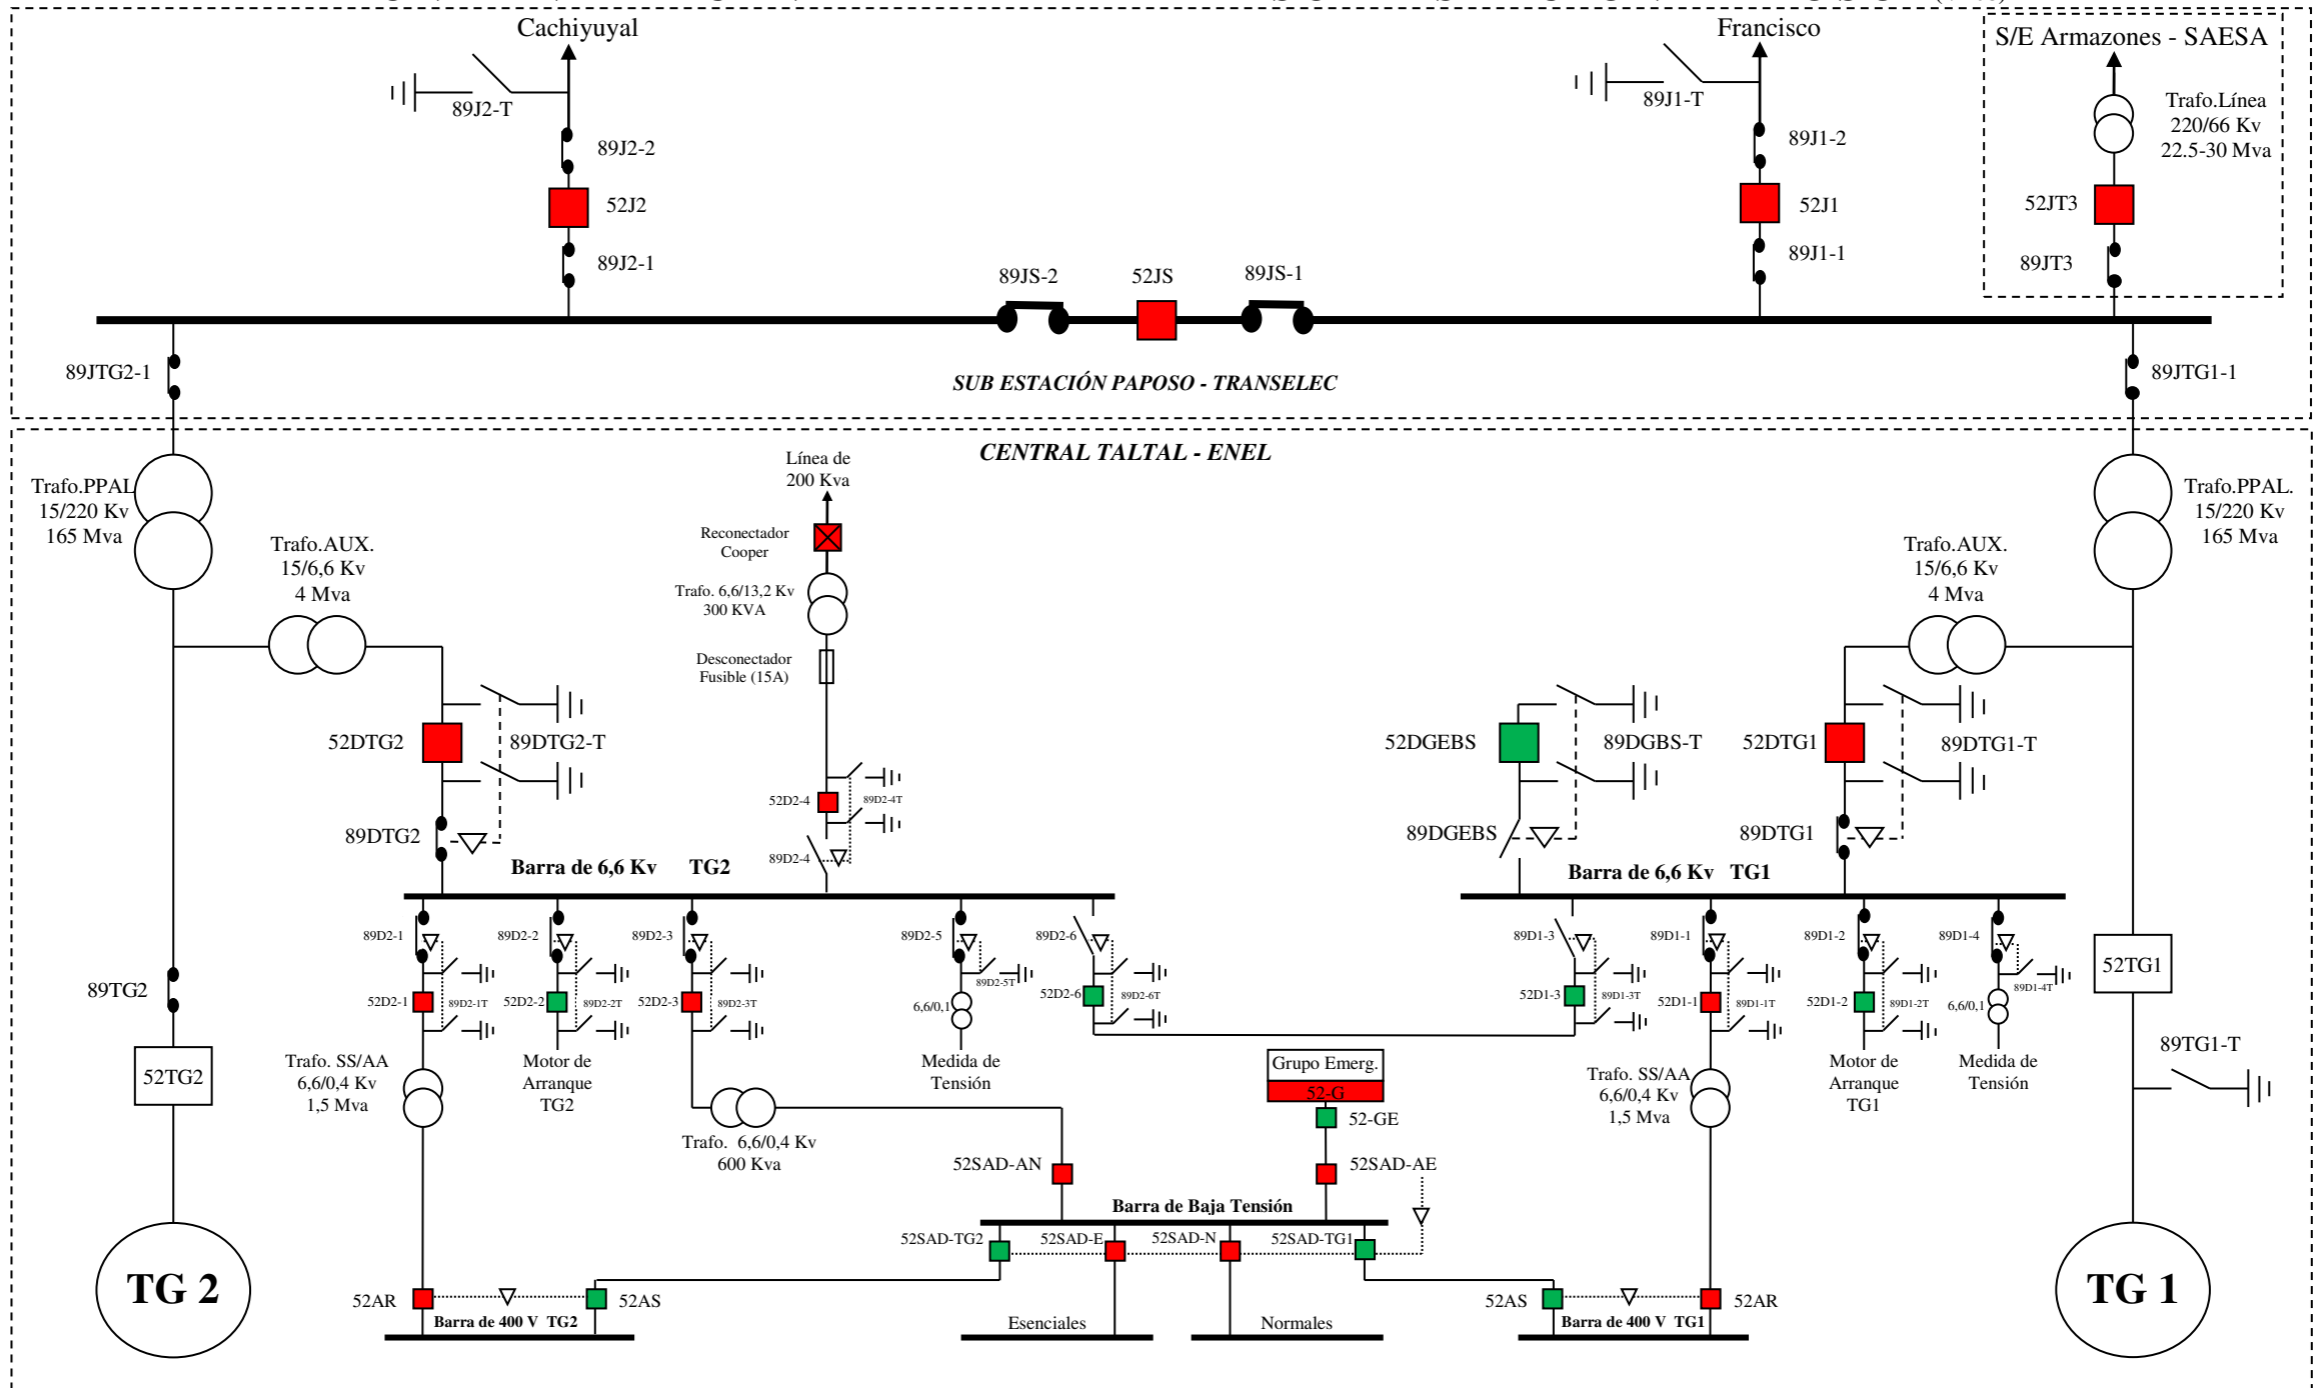 Cachiyuyal
Francisco
S/E Armazones - SAESA
89J2-T
89J1-T
Trafo.Línea
220/66 Kv
22.5-30 Mva
89J2-2
89J1-2
52J2
52J1
52JT3
89J2-1
89J1-1
89JT3
89JS-2
52JS
89JS-1
89JTG2-1
89JTG1-1
SUB ESTACIÓN PAPOSO - TRANSELEC
CENTRAL TALTAL - ENEL
Trafo.PPAL
15/220 Kv
165 Mva
Línea de
200 Kva
Trafo.PPAL.
15/220 Kv
165 Mva
Reconectador
Cooper
Trafo.AUX.
15/6,6 Kv
4 Mva
Trafo. 6,6/13,2 Kv
300 KVA
Trafo.AUX.
15/6,6 Kv
4 Mva
Desconectador
Fusible (15A)
52DTG2
89DTG2-T
52DGEBS
89DGBS-T
52DTG1
89DTG1-T
52D2-4
89D2-4T
89DTG2
89D2-4
89DGEBS
89DTG1
Barra de 6,6 Kv TG2
Barra de 6,6 Kv TG1
89D2-1
89D2-2
89D2-3
89D2-5
89D2-6
89D1-3
89D1-1
89D1-2
89D1-4
52TG1
89TG2
52D2-1
89D2-1T
52D2-2
89D2-2T
52D2-3
89D2-3T
89D2-5T
6,6/0,1
52D2-6
89D2-6T
52D1-3
89D1-3T
52D1-1
89D1-1T
52D1-2
89D1-2T
89D1-4T
6,6/0,1
89TG1-T
52TG2
Trafo. SS/AA
6,6/0,4 Kv
1,5 Mva
Motor de
Arranque
TG2
Medida de
Tensión
Grupo Emerg.
52-G
52-GE
Trafo. SS/AA
6,6/0,4 Kv
1,5 Mva
Motor de
Arranque
TG1
Medida de
Tensión
Trafo. 6,6/0,4 Kv
600 Kva
52SAD-AN
52SAD-AE
Barra de Baja Tensión
52SAD-TG2
52SAD-E
52SAD-N
52SAD-TG1
TG 2
52AR
52AS
52AS
52AR
TG 1
Barra de 400 V TG2
Esenciales
Normales
Barra de 400 V TG1